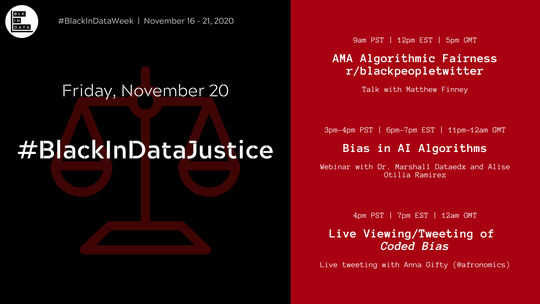 BLK
IN
DATA
#BlackInDataWeek | November 16 - 21, 2020
Friday, November 20
#BlackInDataJustice
9am PST | 12pm EST | 5pm GMT
AMA Algorithmic Fairness
r/blackpeopletwitter
Talk with Matthew Finney
3pm-4pm PST | 6pm-7pm EST | 11pm-12am GMT
Bias in AI Algorithms
Webinar with Dr. Marshall Dataedx and Alise
Otilia Ramirez
4pm PST | 7pm EST | 12am GMT
Live Viewing/Tweeting of
Coded Bias
Live tweeting with Anna Gifty (@afronomics)